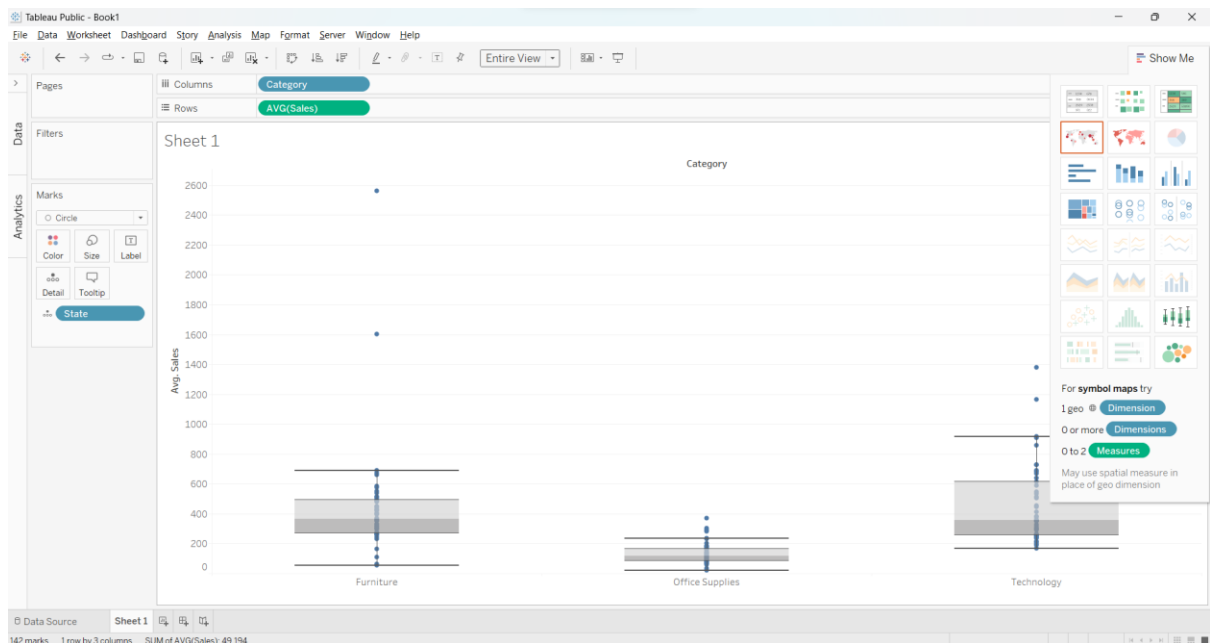 Tableau Public - Book1
File Data Worksheet Dashboard Story Analysis Map Format Server Window Help
Entire View
Show Me
Pages
Columns Category
Rows AVG(Sales)
Data
Analytics
Filters
Marks
Circle
Color Size Label
Detail Tooltip
State
Sheet 1
Category
Avg. Sales
2600
2400
2200
2000
1800
1600
1400
1200
1000
800
600
400
200
0
Furniture Office Supplies Technology
For symbol maps try
1 geo Dimension
0 or more Dimensions
0 to 2 Measures
May use spatial measure in
place of geo dimension
Data Source Sheet 1
142 marks 1 row by 3 columns SUM of AVG(Sales): 49,194